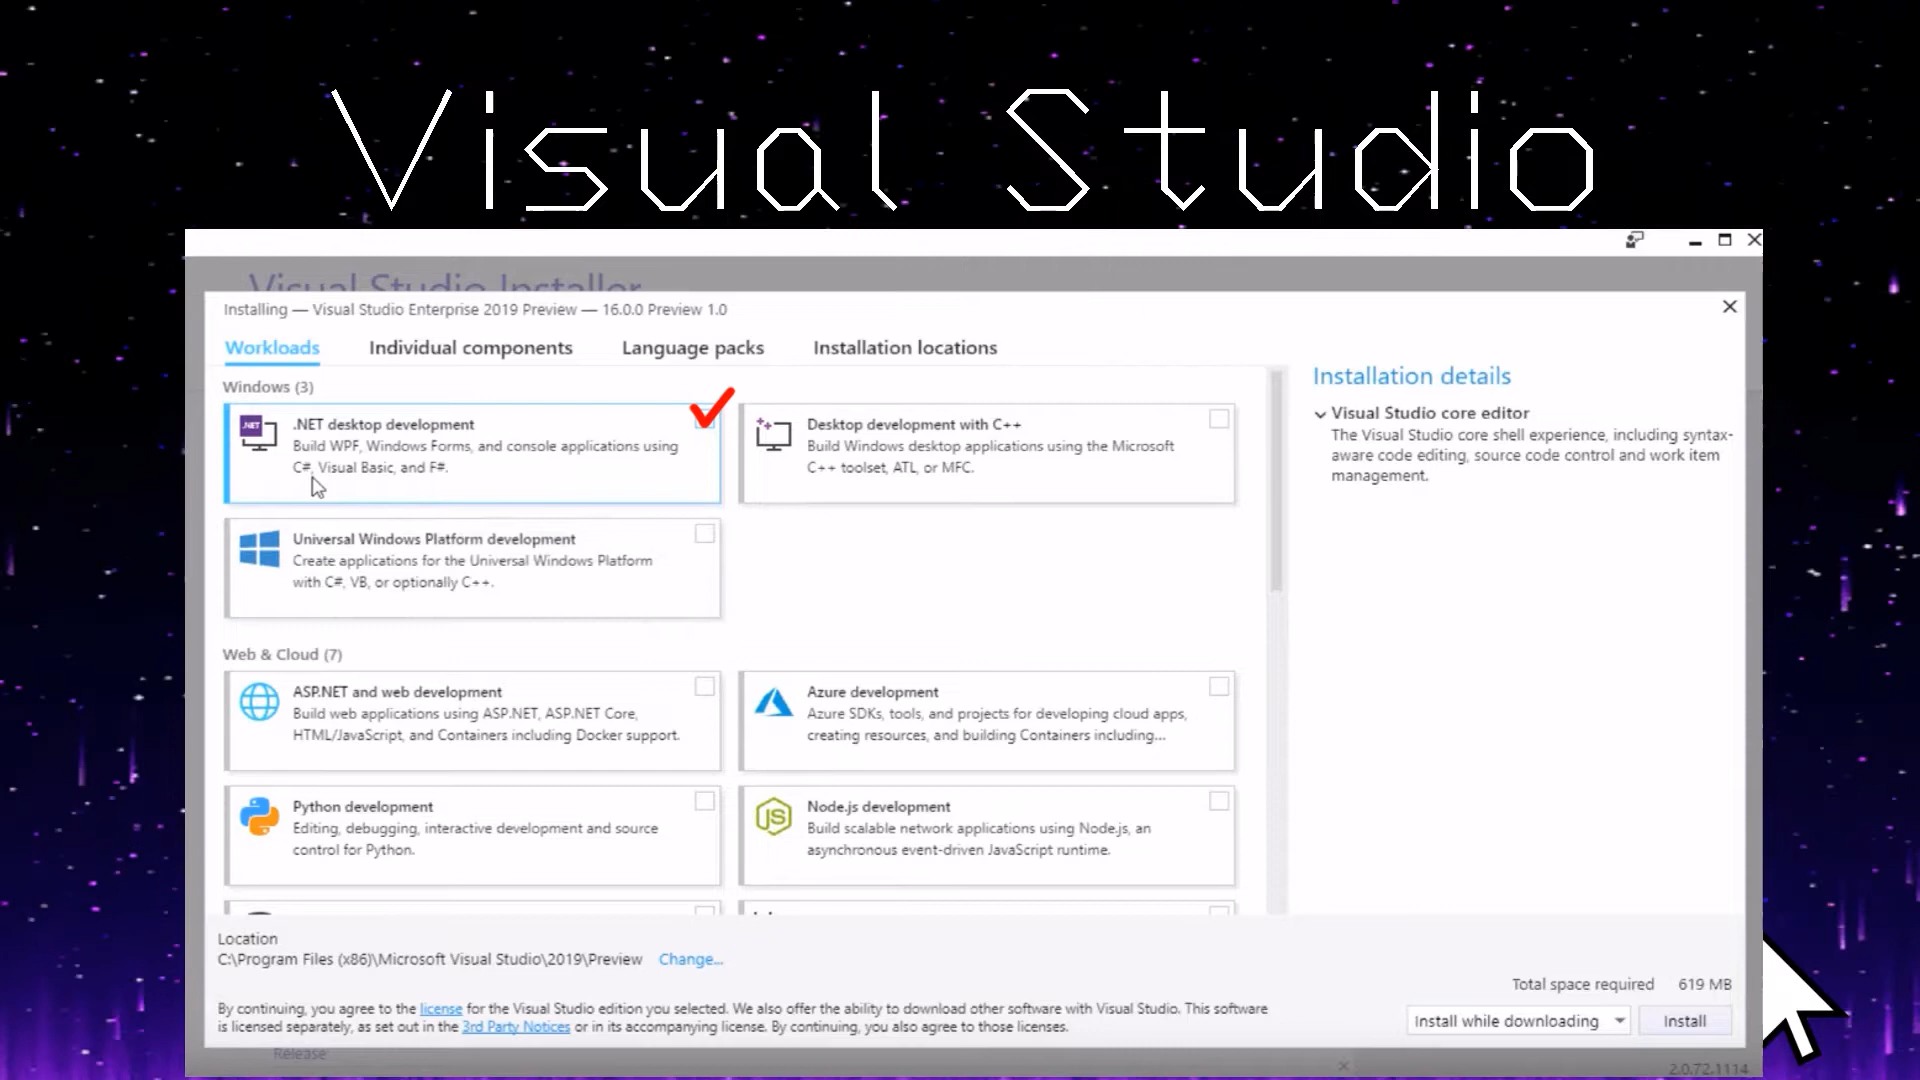 Visual Studio
Visual Studio Installer
Installing — Visual Studio Enterprise 2019 Preview — 16.0.0 Preview 1.0
Workloads
Individual components
Language packs
Installation locations
Windows (3)
.NET
.NET desktop development
Build WPF, Windows Forms, and console applications using
C#, Visual Basic, and F#.
Desktop development with C++
Build Windows desktop applications using the Microsoft
C++ toolset, ATL, or MFC.
Universal Windows Platform development
Create applications for the Universal Windows Platform
with C#, VB, or optionally C++.
Web & Cloud (7)
ASP.NET and web development
Build web applications using ASP.NET, ASP.NET Core,
HTML/JavaScript, and Containers including Docker support.
Azure development
Azure SDKs, tools, and projects for developing cloud apps,
creating resources, and building Containers including...
Python development
Editing, debugging, interactive development and source
control for Python.
JS
Node.js development
Build scalable network applications using Node.js, an
asynchronous event-driven JavaScript runtime.
Installation details
Visual Studio core editor
The Visual Studio core shell experience, including syntax-
aware code editing, source code control and work item
management.
Location
C:\Program Files (x86)\Microsoft Visual Studio\2019\Preview Change...
Total space required 619 MB
By continuing, you agree to the license for the Visual Studio edition you selected. We also offer the ability to download other software with Visual Studio. This software
is licensed separately, as set out in the 3rd Party Notices or in its accompanying license. By continuing, you also agree to those licenses.
Install while downloading
Install
Release
2.0.72.1114